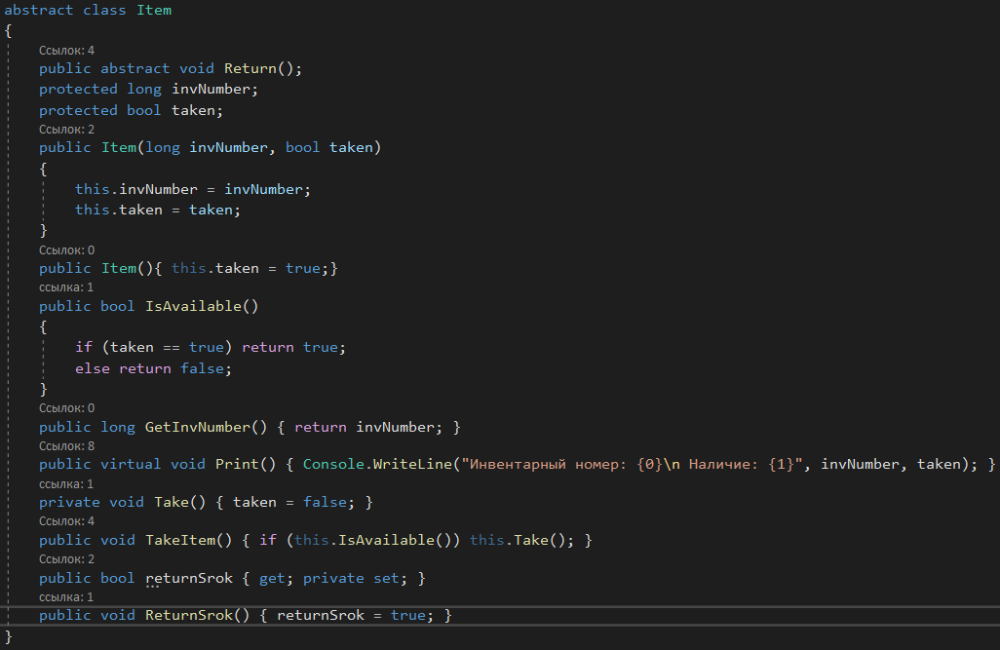 abstract class Item
{
Ссылок: 4
public abstract void Return();
protected long invNumber;
protected bool taken;
Ссылок: 2
public Item(long invNumber, bool taken)
{
this.invNumber = invNumber;
this.taken = taken;
}
Ссылок: 0
public Item(){ this.taken = true;}
ссылка: 1
public bool IsAvailable()
{
if (taken == true) return true;
else return false;
}
Ссылок: 0
public long GetInvNumber() { return invNumber; }
Ссылок: 8
public virtual void Print() { Console.WriteLine("Инвентарный номер: {0}\n Наличие: {1}", invNumber, taken); }
ссылка: 1
private void Take() { taken = false; }
Ссылок: 4
public void TakeItem() { if (this.IsAvailable()) this.Take(); }
Ссылок: 2
public bool returnSrok { get; private set; }
ссылка: 1
public void ReturnSrok() { returnSrok = true; }
}